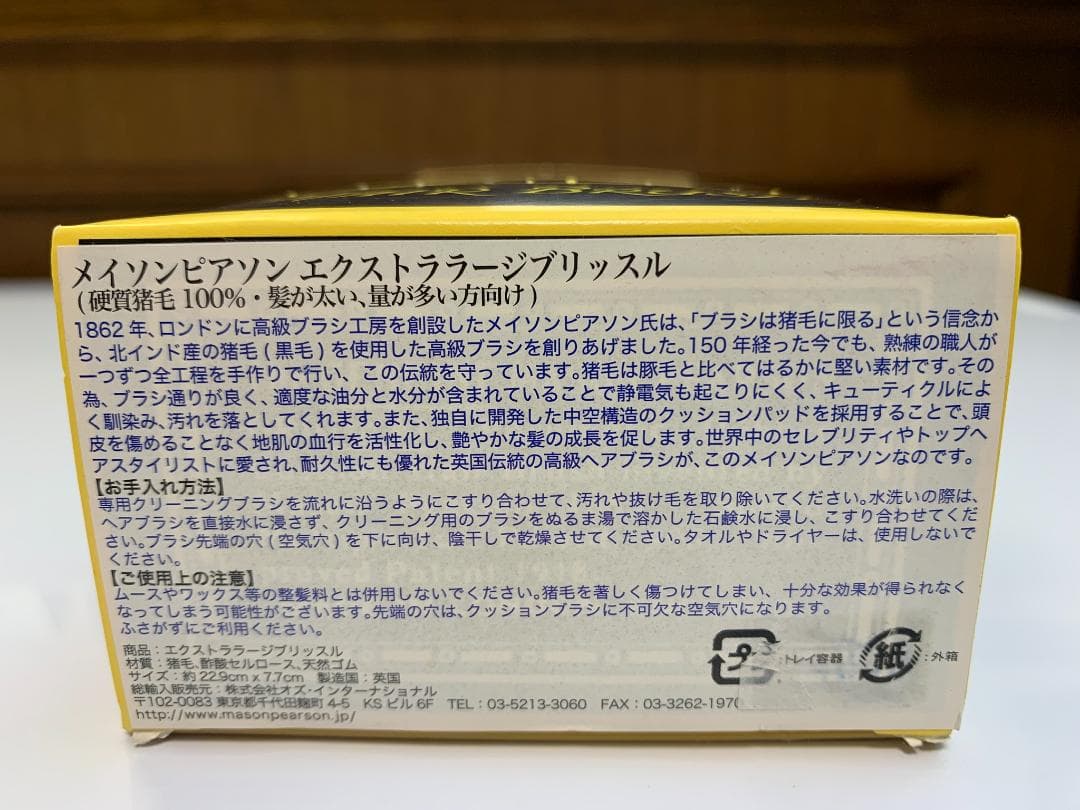 メイソンピアソン エクストララージブリッスル
(硬質猪毛100%・髪が太い、量が多い方向け)
1862年、ロンドンに高級ブラシ工房を創設したメイソンピアソン氏は、「ブラシは猪毛に限る」という信念か
ら、北インド産の猪毛(黒毛)を使用した高級ブラシを創りあげました。150年経った今でも、熟練の職人が
一つずつ全工程を手作りで行い、この伝統を守っています。猪毛は豚毛と比べてはるかに堅い素材です。その
為、ブラシ通りが良く、適度な油分と水分が含まれていることで静電気も起こりにくく、キューティクルによ
く馴染み、汚れを落としてくれます。また、独自に開発した中空構造のクッションパッドを採用することで、頭
皮を傷めることなく地肌の血行を活性化し、艶やかな髪の成長を促します。世界中のセレブリティやトップヘ
アスタイリストに愛され、耐久性にも優れた英国伝統の高級ヘアブラシが、このメイソンピアソンなのです。
【お手入れ方法】
専用クリーニングブラシを流れに沿うようにこすり合わせて、汚れや抜け毛を取り除いてください。水洗いの際は、
ヘアブラシを直接水に浸さず、クリーニング用のブラシをぬるま湯で溶かした石鹸水に浸し、こすり合わせてくだ
さい。ブラシ先端の穴(空気穴)を下に向け、陰干しで乾燥させてください。タオルやドライヤーは、使用しないで
ください。
【ご使用上の注意】
ムースやワックス等の整髪料とは併用しないでください。猪毛を著しく傷つけてしまい、十分な効果が得られなく
なってしまう可能性がございます。先端の穴は、クッションブラシに不可欠な空気穴になります。
ふさがずにご利用ください。
商品：エクストララージブリッスル
材質：猪毛、酢酸セルロース、天然ゴム
サイズ：約 22.9cm x 7.7cm 製造国：英国
総輸入販売元：株式会社オズ・インターナショナル
〒102-0083 東京都千代田麹町 4-5 KSビル 6F TEL：03-5213-3060 FAX：03-3262-197
http://www.masonpearson.jp/
プ
トレイ容器
紙
：外箱